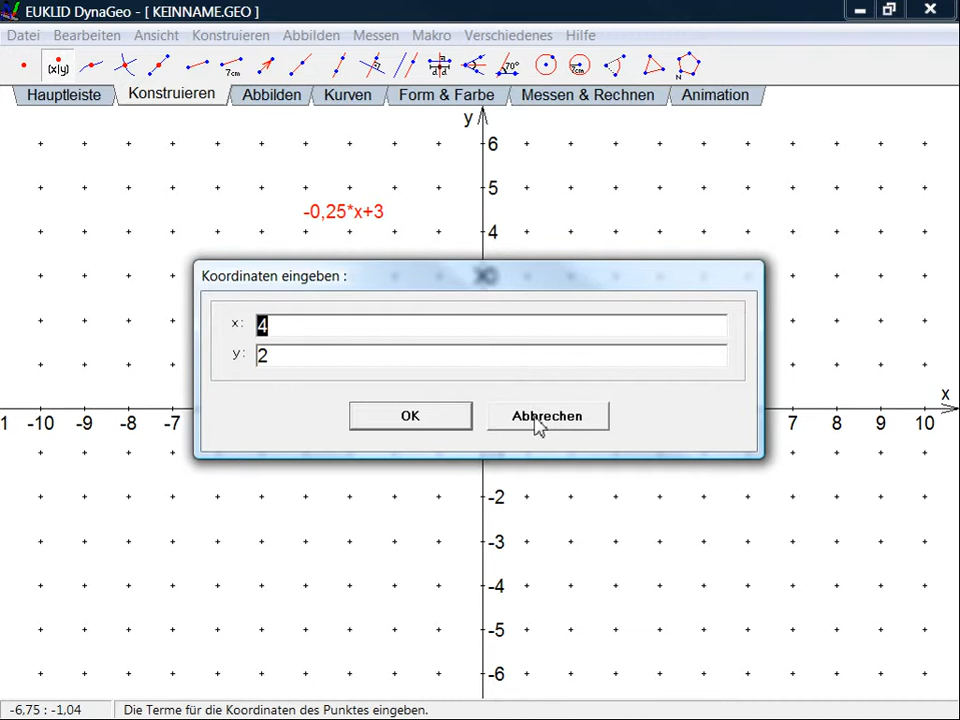 EUKLID DynaGeo - [ KEINNAME.GEO ]
Datei Bearbeiten Ansicht Konstruieren Abbilden Messen Makro Verschiedenes Hilfe
(x|y) 7cm 70° 7cm N
Hauptleiste Konstruieren Abbilden Kurven Form & Farbe Messen & Rechnen Animation
y
6
5
-0,25*x+3
4
Koordinaten eingeben :
x: 4
y: 2
x
OK Abbrechen
1 -10 -9 -8 -7 7 8 9 10
-2
-3
-4
-5
-6
-6,75 : -1,04 Die Terme für die Koordinaten des Punktes eingeben.